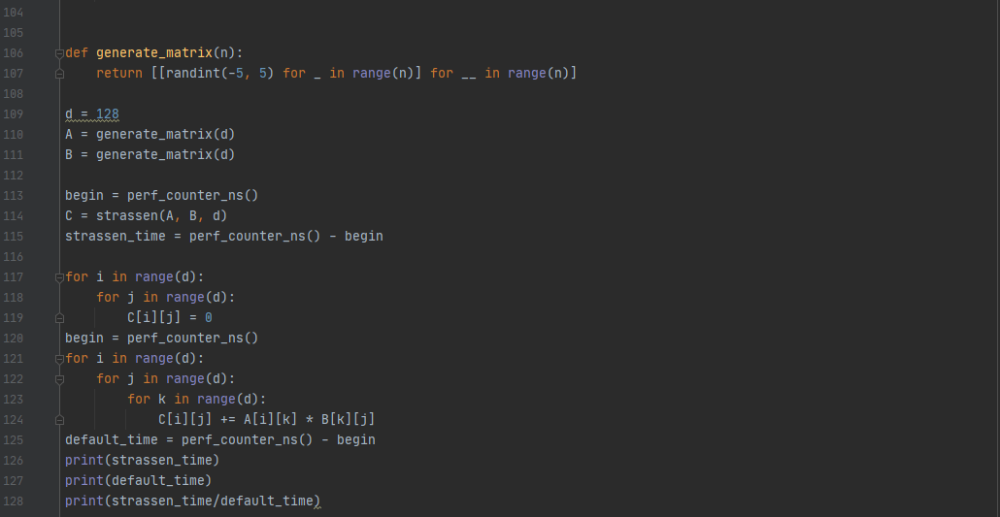 104
105
106 def generate_matrix(n):
107     return [[randint(-5, 5) for _ in range(n)] for __ in range(n)]
108
109 d = 128
110 A = generate_matrix(d)
111 B = generate_matrix(d)
112
113 begin = perf_counter_ns()
114 C = strassen(A, B, d)
115 strassen_time = perf_counter_ns() - begin
116
117 for i in range(d):
118     for j in range(d):
119         C[i][j] = 0
120 begin = perf_counter_ns()
121 for i in range(d):
122     for j in range(d):
123         for k in range(d):
124             C[i][j] += A[i][k] * B[k][j]
125 default_time = perf_counter_ns() - begin
126 print(strassen_time)
127 print(default_time)
128 print(strassen_time/default_time)